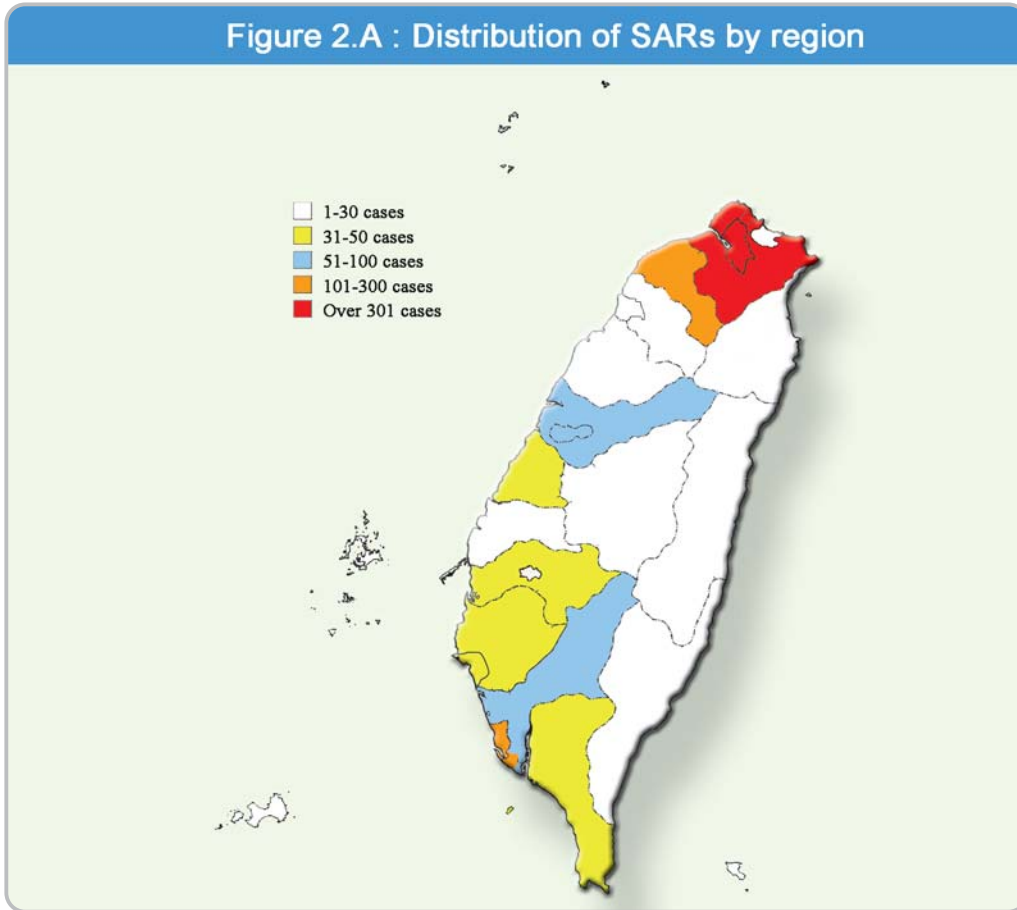 Figure 2.A : Distribution of SARs by region
1-30 cases
31-50 cases
51-100 cases
101-300 cases
Over 301 cases